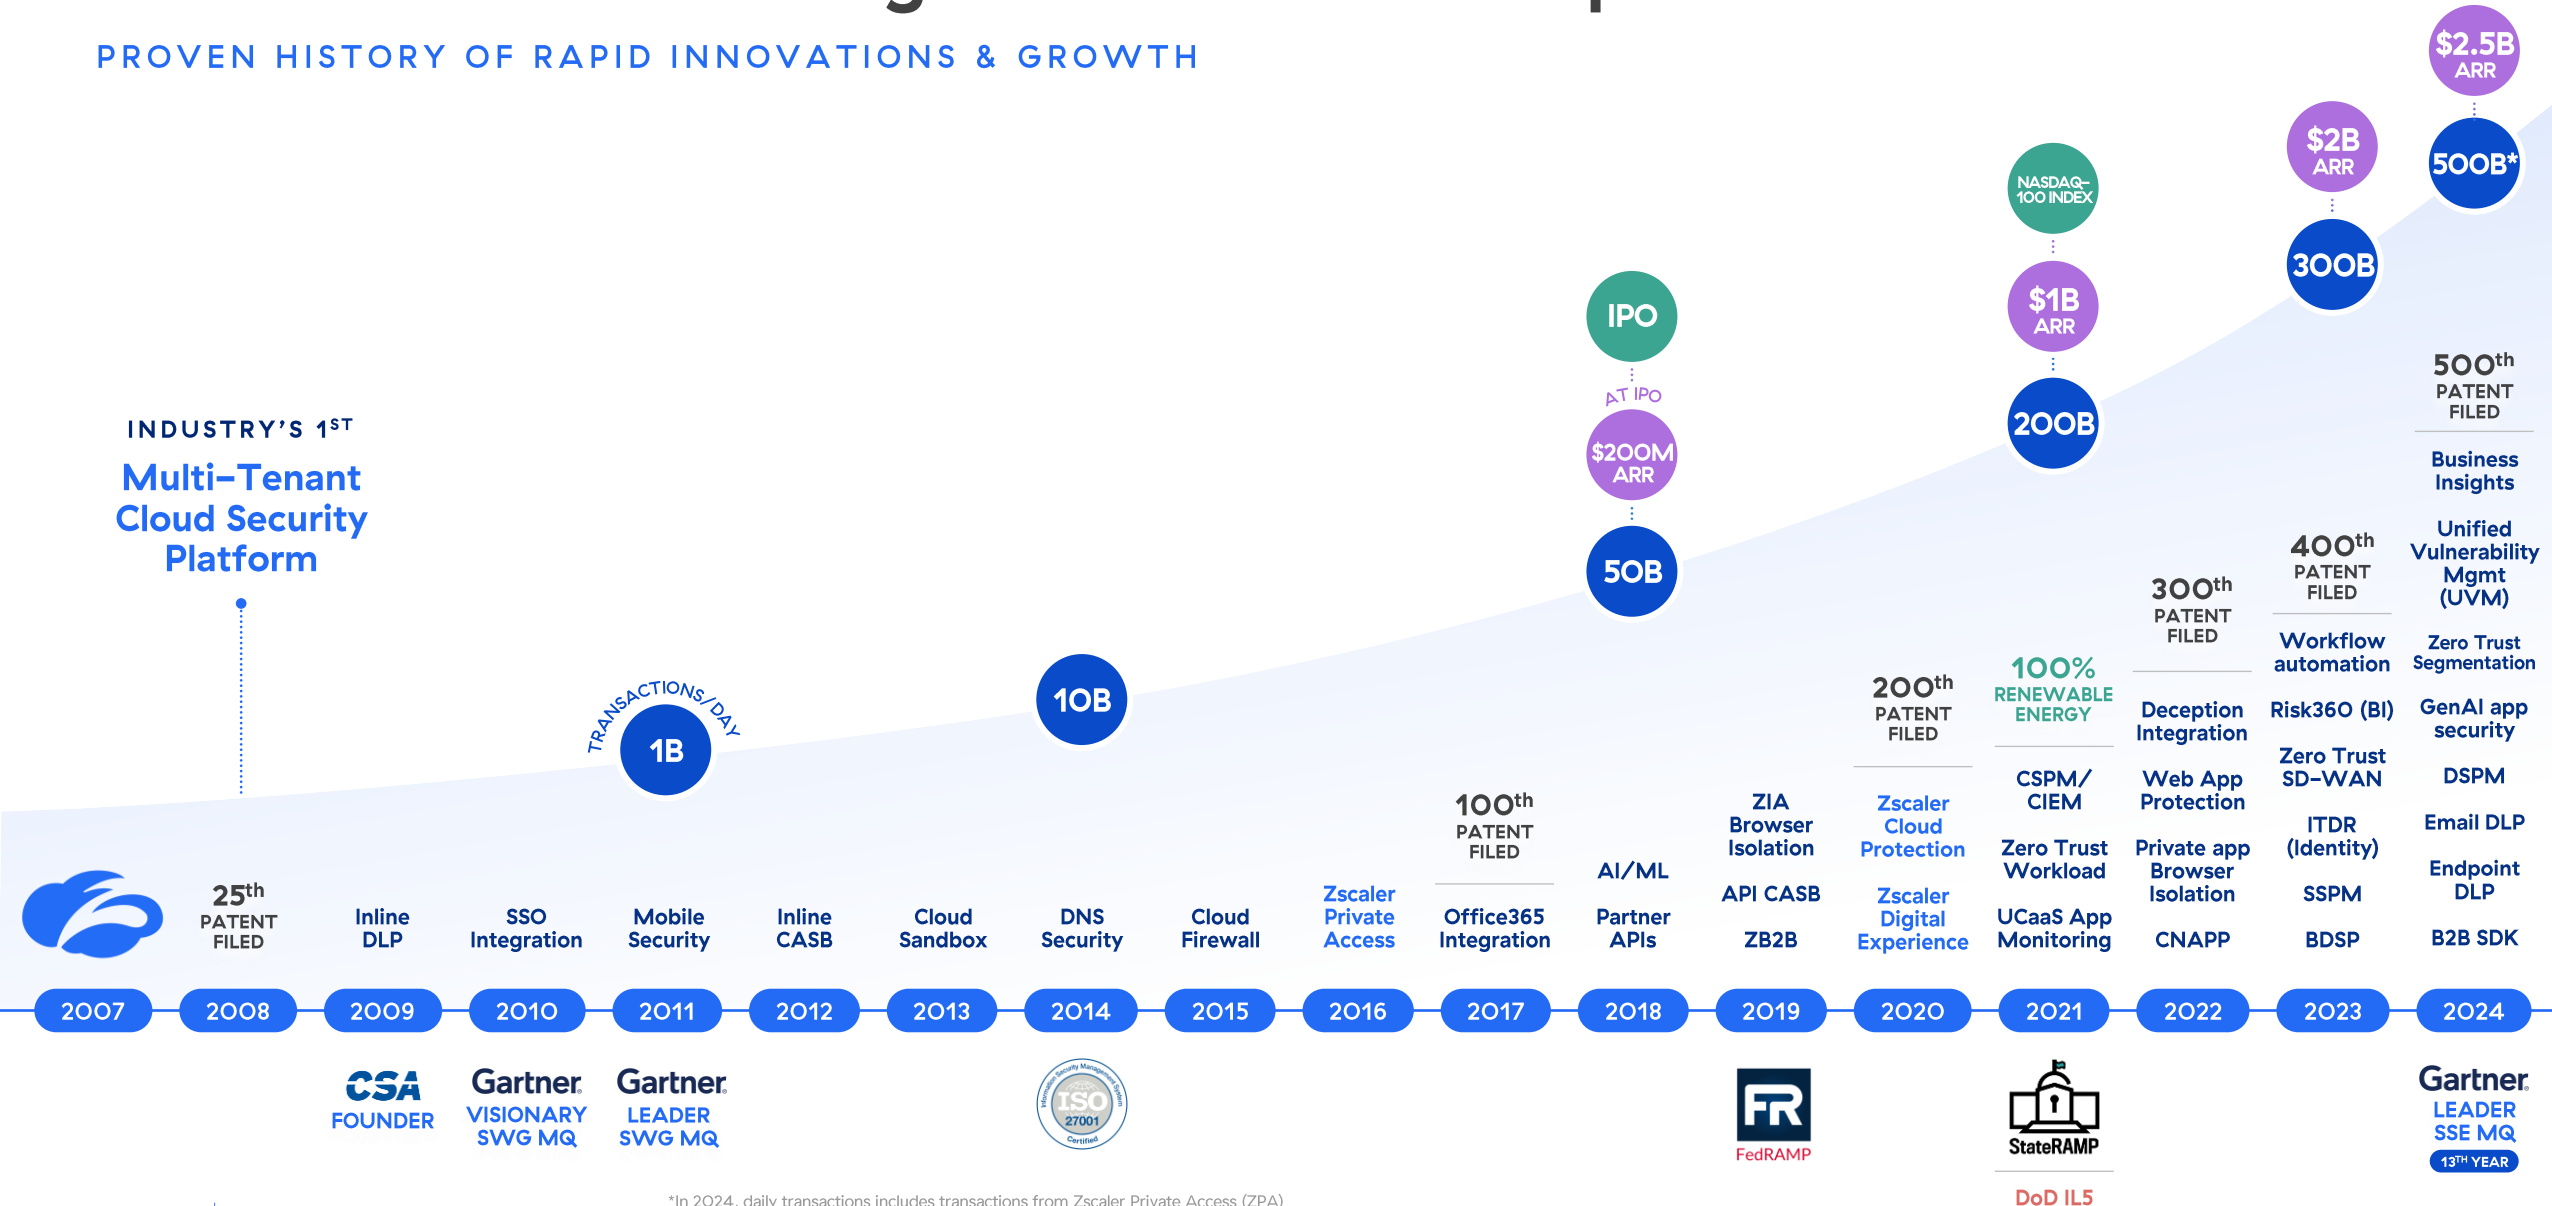 PROVEN HISTORY OF RAPID INNOVATIONS & GROWTH
INDUSTRY'S 1ST
Multi-Tenant
Cloud Security
Platform
TRANSACTIONS/DAY
1B
10B
IPO
AT IPO
$200M
ARR
50B
NASDAQ-
100 INDEX
$1B
ARR
200B
$2B
ARR
300B
$2.5B
ARR
500B*
25th
PATENT
FILED
Inline
DLP
SSO
Integration
Mobile
Security
Inline
CASB
Cloud
Sandbox
DNS
Security
Cloud
Firewall
Zscaler
Private
Access
100th
PATENT
FILED
Office365
Integration
AI/ML
Partner
APIs
ZIA
Browser
Isolation
API CASB
ZB2B
200th
PATENT
FILED
Zscaler
Cloud
Protection
Zscaler
Digital
Experience
100%
RENEWABLE
ENERGY
CSPM/
CIEM
Zero Trust
Workload
UCaaS App
Monitoring
300th
PATENT
FILED
Deception
Integration
Web App
Protection
Private app
Browser
Isolation
CNAPP
400th
PATENT
FILED
Workflow
automation
Risk360 (BI)
Zero Trust
SD-WAN
ITDR
(Identity)
SSPM
BDSP
500th
PATENT
FILED
Business
Insights
Unified
Vulnerability
Mgmt
(UVM)
Zero Trust
Segmentation
GenAI app
security
DSPM
Email DLP
Endpoint
DLP
B2B SDK
2007
2008
2009
2010
2011
2012
2013
2014
2015
2016
2017
2018
2019
2020
2021
2022
2023
2024
CSA
FOUNDER
Gartner
VISIONARY
SWG MQ
Gartner
LEADER
SWG MQ
Information Security Management System
ISO
27001
Certified
FR
FedRAMP
StateRAMP
DoD IL5
Gartner
LEADER
SSE MQ
13TH YEAR
*In 2024, daily transactions includes transactions from Zscaler Private Access (ZPA)